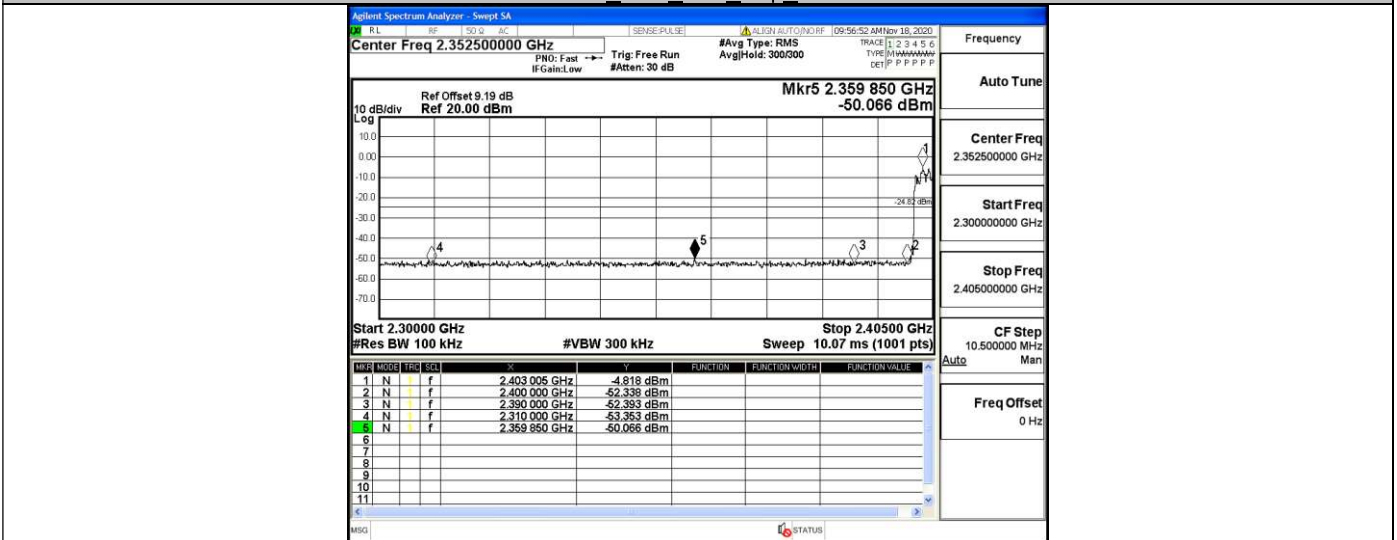 Agilent Spectrum Analyzer - Swept SA
RL RF 50 Ω AC SENSE:PULSE ALIGN AUTO/NO RF 09:56:52 AM Nov 18, 2020
Center Freq 2.352500000 GHz
PNO: Fast
IFGain:Low
Trig: Free Run
#Atten: 30 dB
#Avg Type: RMS
Avg|Hold: 300/300
TRACE 1 2 3 4 5 6
TYPE M
DET P P P P P P
Frequency
Auto Tune
Center Freq
2.352500000 GHz
Start Freq
2.300000000 GHz
Stop Freq
2.405000000 GHz
CF Step
10.500000 MHz
Auto Man
Freq Offset
0 Hz
Mkr5 2.359 850 GHz
-50.066 dBm
Ref Offset 9.19 dB
10 dB/div Ref 20.00 dBm
Log
10.0
0.00
-10.0
-20.0
-30.0
-40.0
-50.0
-60.0
-70.0
1
-24.82 dBm
4 5 3 2
Start 2.30000 GHz Stop 2.40500 GHz
#Res BW 100 kHz #VBW 300 kHz Sweep 10.07 ms (1001 pts)
MKR MODE TRC SCL X Y FUNCTION FUNCTION WIDTH FUNCTION VALUE
1 N 1 f 2.403 005 GHz -4.818 dBm
2 N 1 f 2.400 000 GHz -52.338 dBm
3 N 1 f 2.390 000 GHz -52.393 dBm
4 N 1 f 2.310 000 GHz -53.353 dBm
5 N 1 f 2.359 850 GHz -50.066 dBm
6
7
8
9
10
11
MSG STATUS